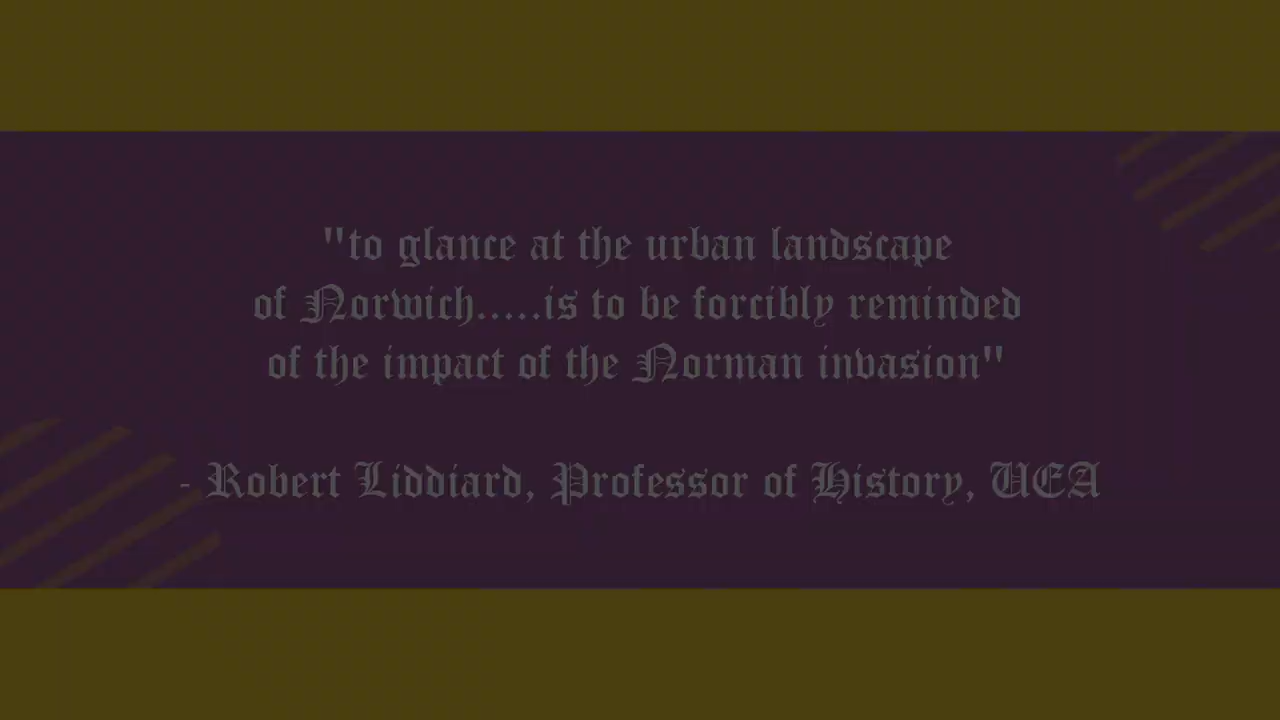 "to glance at the urban landscape
of Norwich.....is to be forcibly reminded
of the impact of the Norman invasion"
- Robert Liddiard, Professor of History, UEA